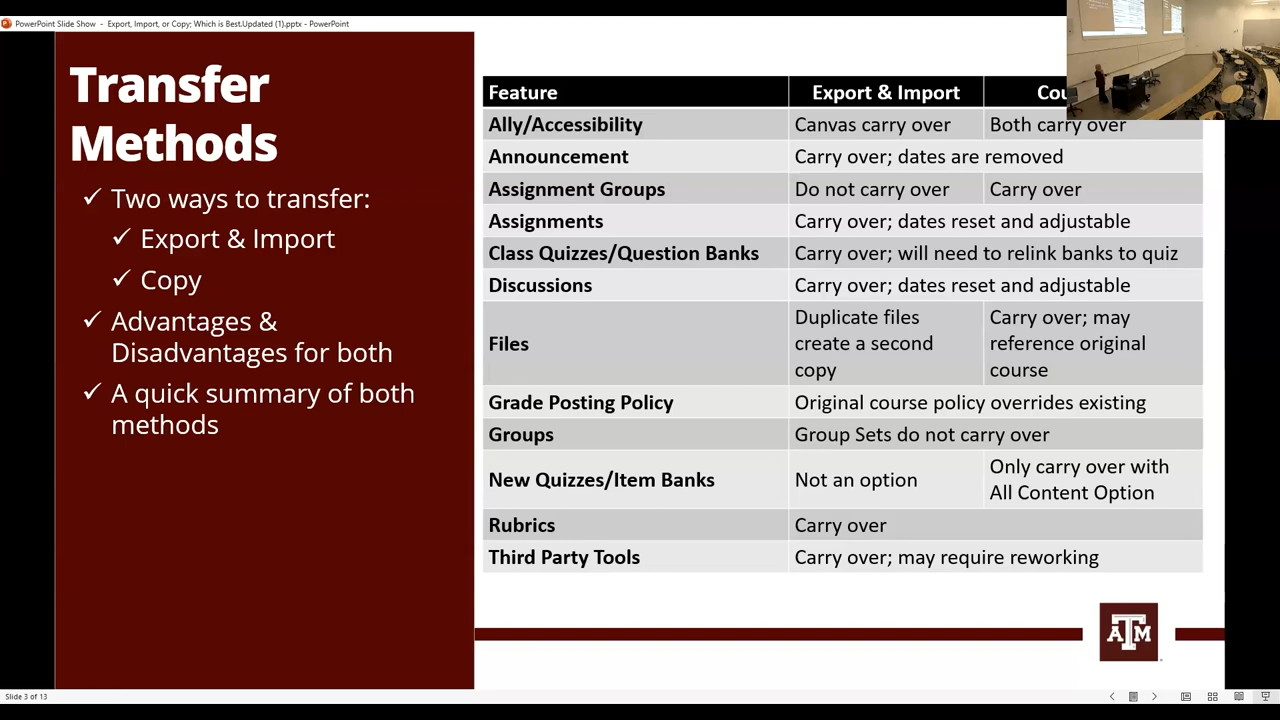 PowerPoint Slide Show - Export, Import, or Copy; Which is Best.Updated (1).pptx - PowerPoint
Transfer
Methods
✓ Two ways to transfer:
✓ Export & Import
✓ Copy
✓ Advantages &
Disadvantages for both
✓ A quick summary of both
methods
Feature Export & Import
Ally/Accessibility Canvas carry over Both carry over
Announcement Carry over; dates are removed
Assignment Groups Do not carry over Carry over
Assignments Carry over; dates reset and adjustable
Class Quizzes/Question Banks Carry over; will need to relink banks to quiz
Discussions Carry over; dates reset and adjustable
Files
Duplicate files
create a second
copy
Carry over; may
reference original
course
Grade Posting Policy Original course policy overrides existing
Groups Group Sets do not carry over
New Quizzes/Item Banks Not an option
Only carry over with
All Content Option
Rubrics Carry over
Third Party Tools Carry over; may require reworking
ATM
Slide 3 of 13